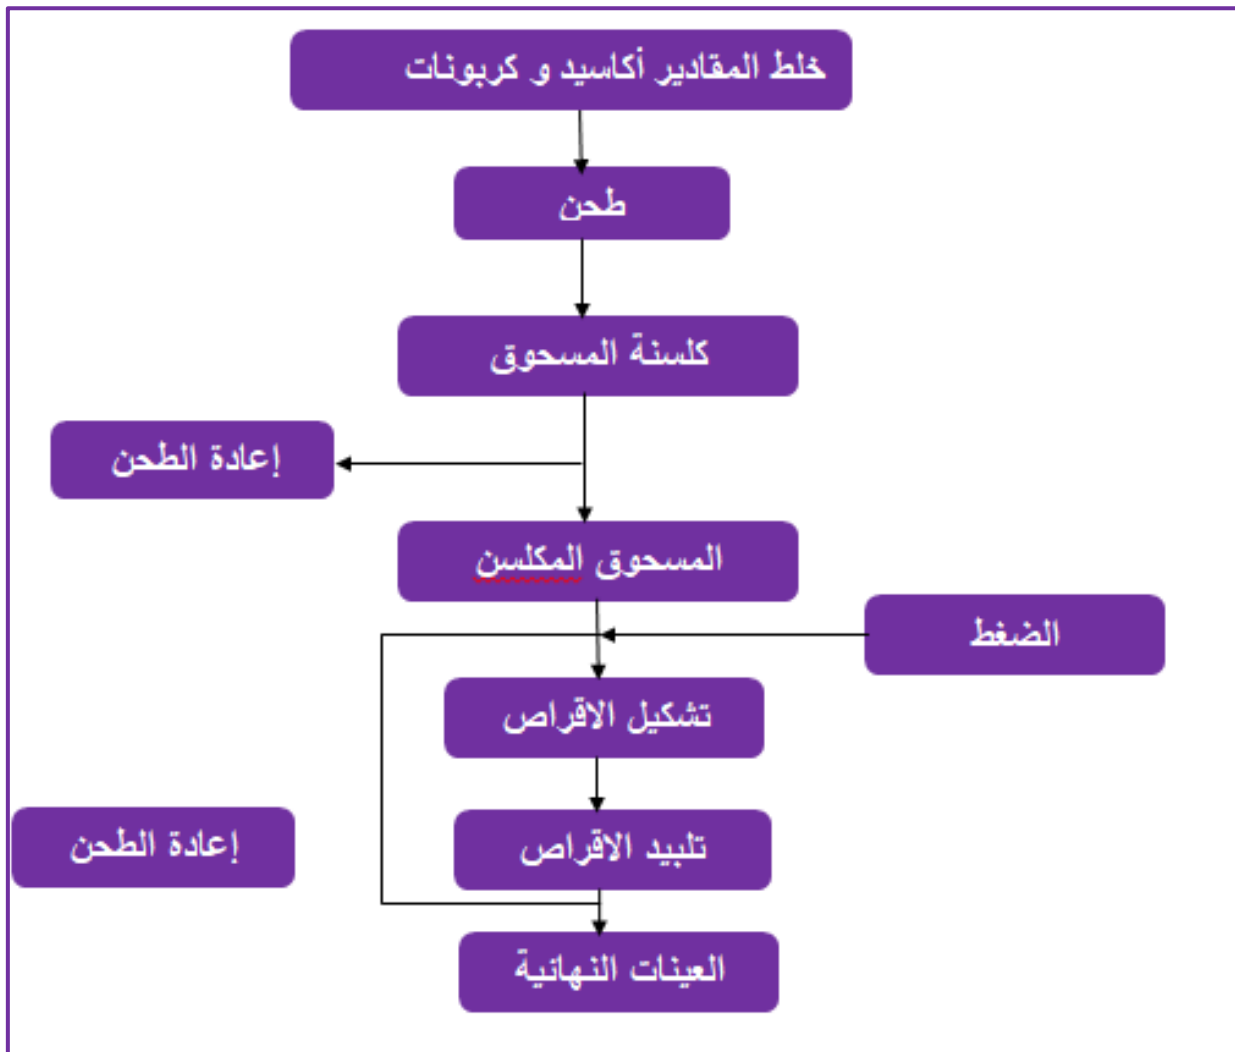 خلط المقادير أكاسيد و كربونات
طحن
كلسنة المسحوق
إعادة الطحن
المسحوق المكلسن
الضغط
تشكيل الاقراص
تلبيد الاقراص
إعادة الطحن
العينات النهائية